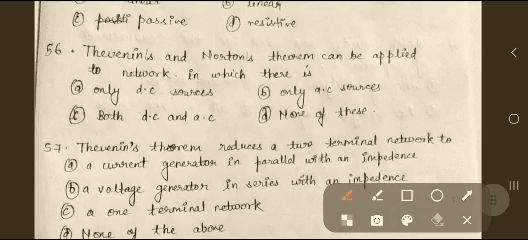 (b) linear
(c) passive (d) resistive
56. Thevenin's and Norton's theorem can be applied
to network. in which there is
(a) only d.c sources (b) only a.c sources
(c) Both d.c and a.c (d) None of these.
57. Thevenin's theorem reduces a two terminal network to
(a) a current generator in parallel with an impedence
(b) a voltage generator in series with an impedence
(c) a one terminal network
(d) None of the above